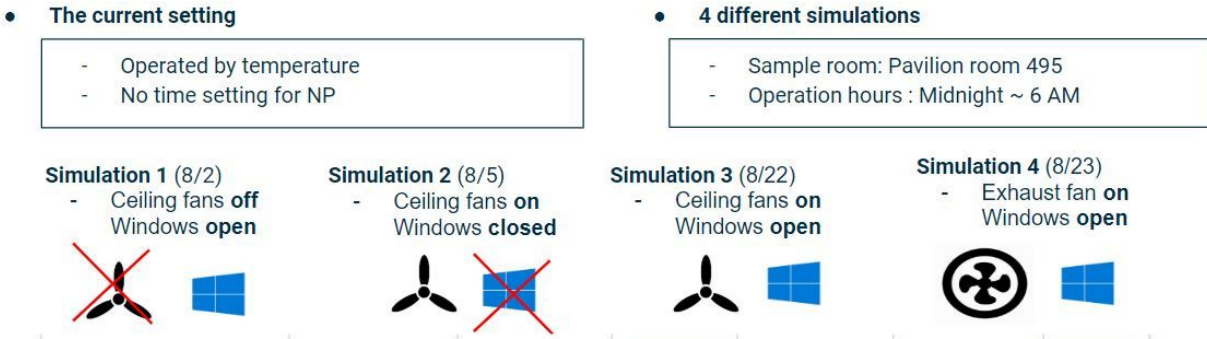 ● The current setting
- Operated by temperature
- No time setting for NP
● 4 different simulations
- Sample room: Pavilion room 495
- Operation hours : Midnight ~ 6 AM
Simulation 1 (8/2)
- Ceiling fans off
Windows open
Simulation 2 (8/5)
- Ceiling fans on
Windows closed
Simulation 3 (8/22)
- Ceiling fans on
Windows open
Simulation 4 (8/23)
- Exhaust fan on
Windows open